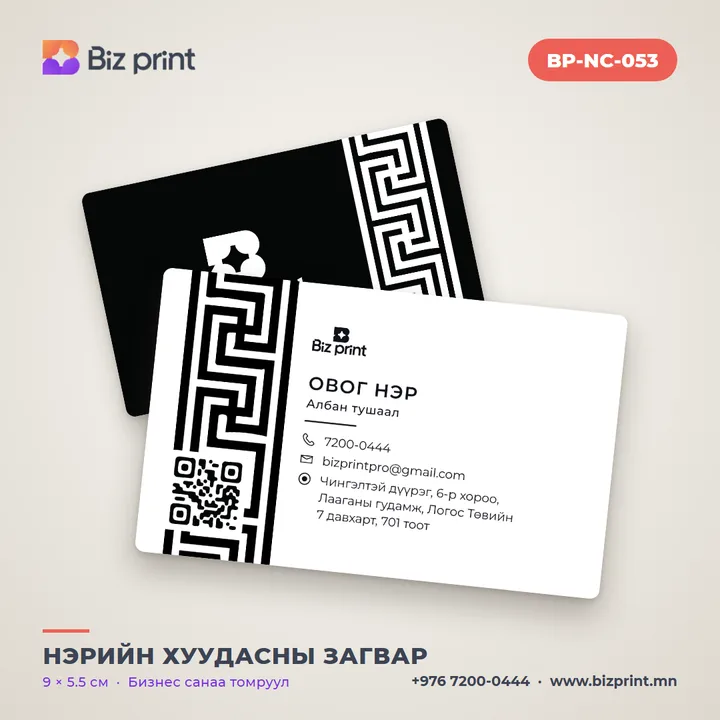 Biz print
BP-NC-053
Biz print
ОВОГ НЭР
Албан тушаал
7200-0444
bizprintpro@gmail.com
Чингэлтэй дүүрэг, 6-р хороо,
Лааганы гудамж, Логос Төвийн
7 давхарт, 701 тоот
НЭРИЙН ХУУДАСНЫ ЗАГВАР
9 × 5.5 см · Бизнес санаа томруул
+976 7200-0444 · www.bizprint.mn